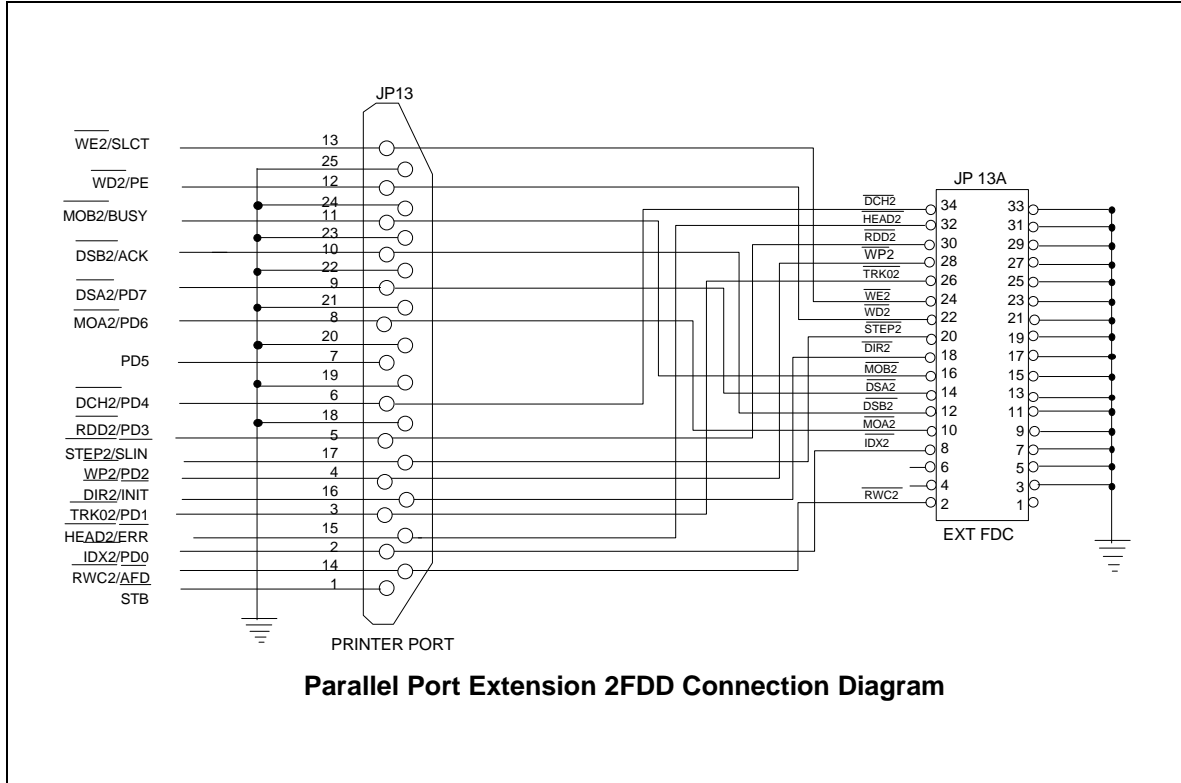 JP13
WE2/SLCT 13
25
WD2/PE 12
24
MOB2/BUSY 11
23
DSB2/ACK 10
22
DSA2/PD7 9
21
MOA2/PD6 8
20
PD5 7
19
DCH2/PD4 6
18
RDD2/PD3 5
STEP2/SLIN 17
WP2/PD2 4
DIR2/INIT 16
TRK02/PD1 3
HEAD2/ERR 15
IDX2/PD0 2
RWC2/AFD 14
STB 1
PRINTER PORT
JP 13A
DCH2 34 33
HEAD2 32 31
RDD2 30 29
WP2 28 27
TRK02 26 25
WE2 24 23
WD2 22 21
STEP2 20 19
DIR2 18 17
MOB2 16 15
DSA2 14 13
DSB2 12 11
MOA2 10 9
IDX2 8 7
6 5
4 3
RWC2 2 1
EXT FDC
Parallel Port Extension 2FDD Connection Diagram